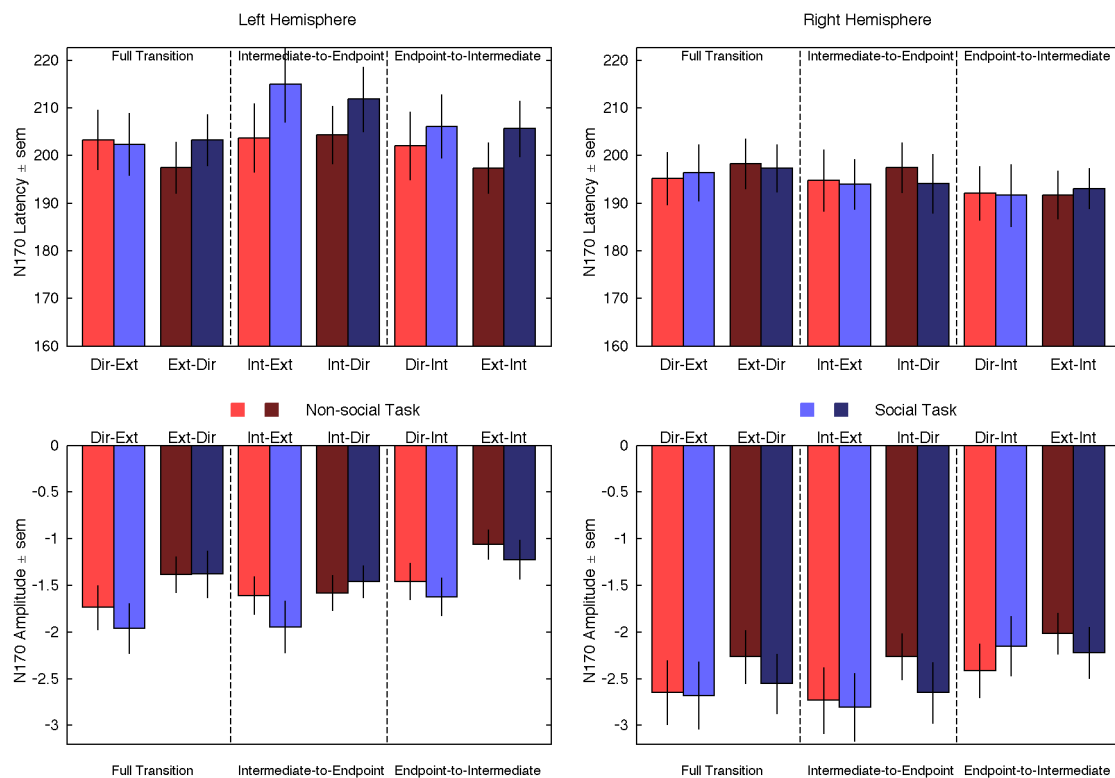 Left Hemisphere
Full Transition Intermediate-to-Endpoint Endpoint-to-Intermediate
N170 Latency ± sem
220
210
200
190
180
170
160
Dir-Ext Ext-Dir Int-Ext Int-Dir Dir-Int Ext-Int
Right Hemisphere
Full Transition Intermediate-to-Endpoint Endpoint-to-Intermediate
N170 Latency ± sem
220
210
200
190
180
170
160
Dir-Ext Ext-Dir Int-Ext Int-Dir Dir-Int Ext-Int
Non-social Task
Social Task
Dir-Ext Ext-Dir Int-Ext Int-Dir Dir-Int Ext-Int
N170 Amplitude ± sem
0
-0.5
-1
-1.5
-2
-2.5
-3
Full Transition Intermediate-to-Endpoint Endpoint-to-Intermediate
Dir-Ext Ext-Dir Int-Ext Int-Dir Dir-Int Ext-Int
N170 Amplitude ± sem
0
-0.5
-1
-1.5
-2
-2.5
-3
Full Transition Intermediate-to-Endpoint Endpoint-to-Intermediate